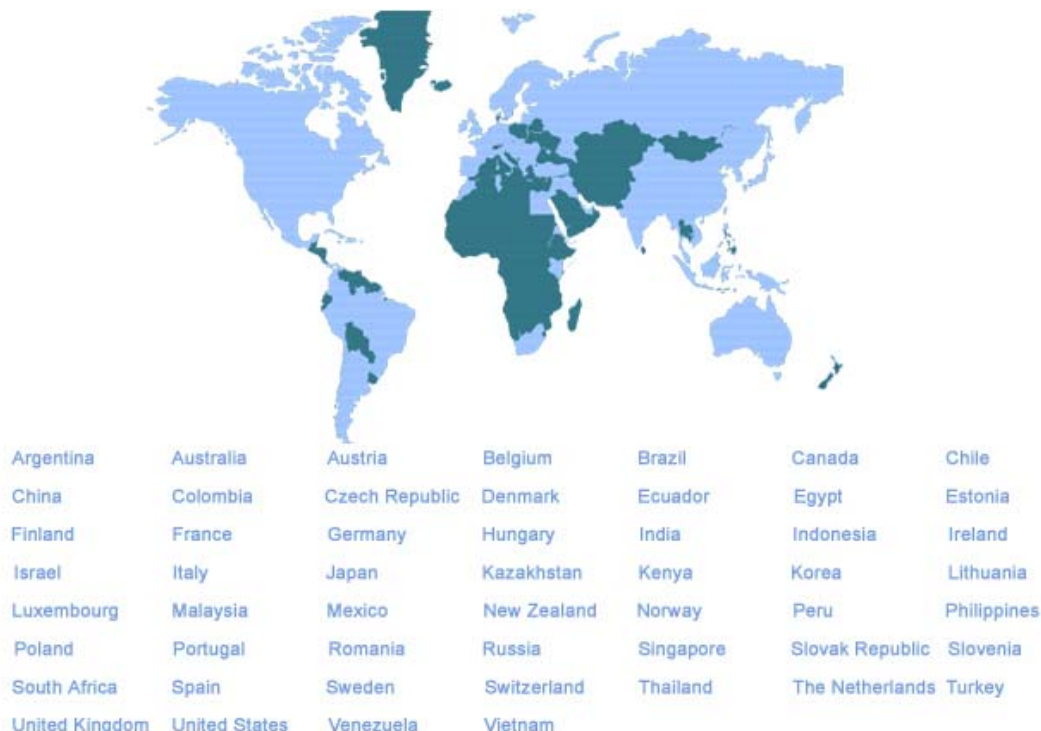 Argentina Australia Austria Belgium Brazil Canada Chile
China Colombia Czech Republic Denmark Ecuador Egypt Estonia
Finland France Germany Hungary India Indonesia Ireland
Israel Italy Japan Kazakhstan Kenya Korea Lithuania
Luxembourg Malaysia Mexico New Zealand Norway Peru Philippines
Poland Portugal Romania Russia Singapore Slovak Republic Slovenia
South Africa Spain Sweden Switzerland Thailand The Netherlands Turkey
United Kingdom United States Venezuela Vietnam